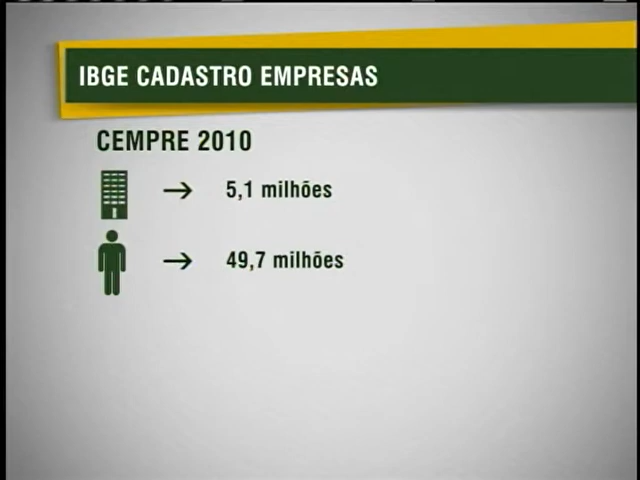 IBGE CADASTRO EMPRESAS
CEMPRE 2010
5,1 milhões
49,7 milhões